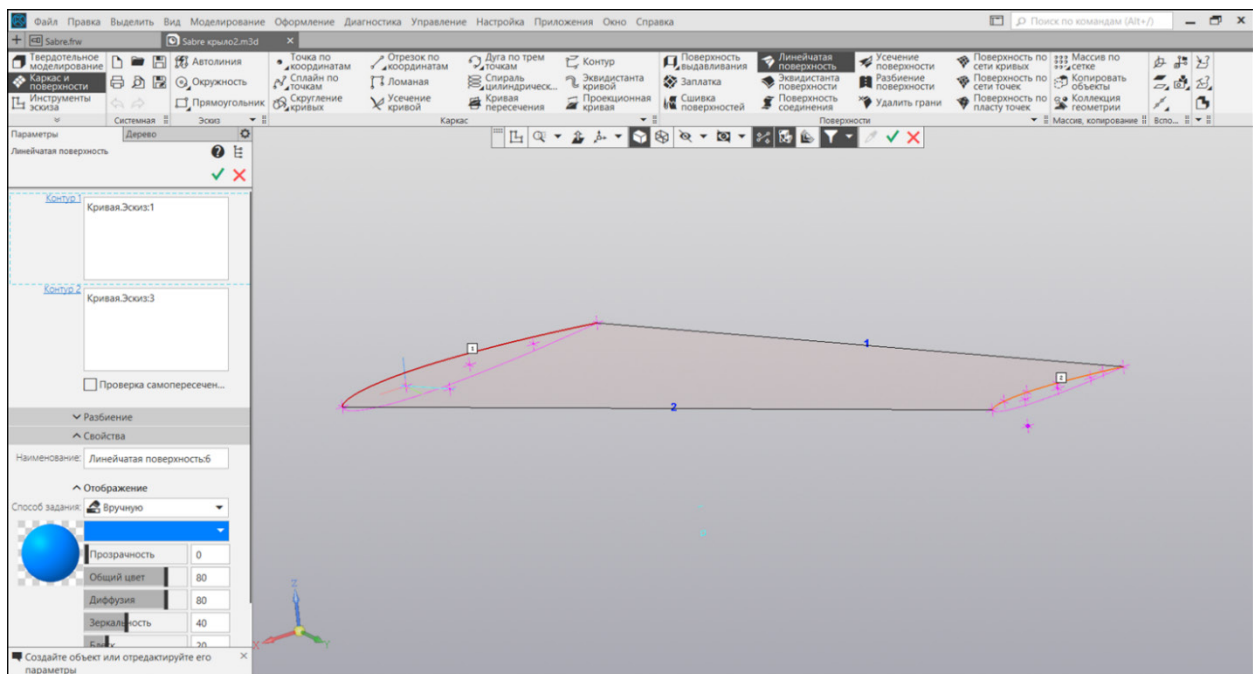 Файл Правка Выделить Вид Моделирование Оформление Диагностика Управление Настройка Приложения Окно Справка
Поиск по командам (Alt+/)
Sabre.frw
Sabre крыло2.m3d
Твердотельное моделирование
Каркас и поверхности
Инструменты эскиза
Системная
Автолиния
Окружность
Прямоугольник
Эскиз
Точка по координатам
Сплайн по точкам
Скругление кривых
Отрезок по координатам
Ломаная
Усечение кривой
Дуга по трем точкам
Спираль цилиндрическ...
Кривая пересечения
Контур
Эквидистанта кривой
Проекционная кривая
Каркас
Поверхность выдавливания
Заплатка
Сшивка поверхностей
Линейчатая поверхность
Эквидистанта поверхности
Поверхность соединения
Усечение поверхности
Разбиение поверхности
Удалить грани
Поверхность по сети кривых
Поверхность по сети точек
Поверхность по пласту точек
Поверхности
Массив по сетке
Копировать объекты
Коллекция геометрии
Массив, копирование
Вспо...
Параметры
Дерево
Линейчатая поверхность
Контур 1
Кривая.Эскиз:1
Контур 2
Кривая.Эскиз:3
Проверка самопересечен...
Разбиение
Свойства
Наименование: Линейчатая поверхность:6
Отображение
Способ задания: Вручную
Прозрачность 0
Общий цвет 80
Диффузия 80
Зеркальность 40
Блеск 20
Создайте объект или отредактируйте его
параметры
1
1
2
2
Z
X
Y